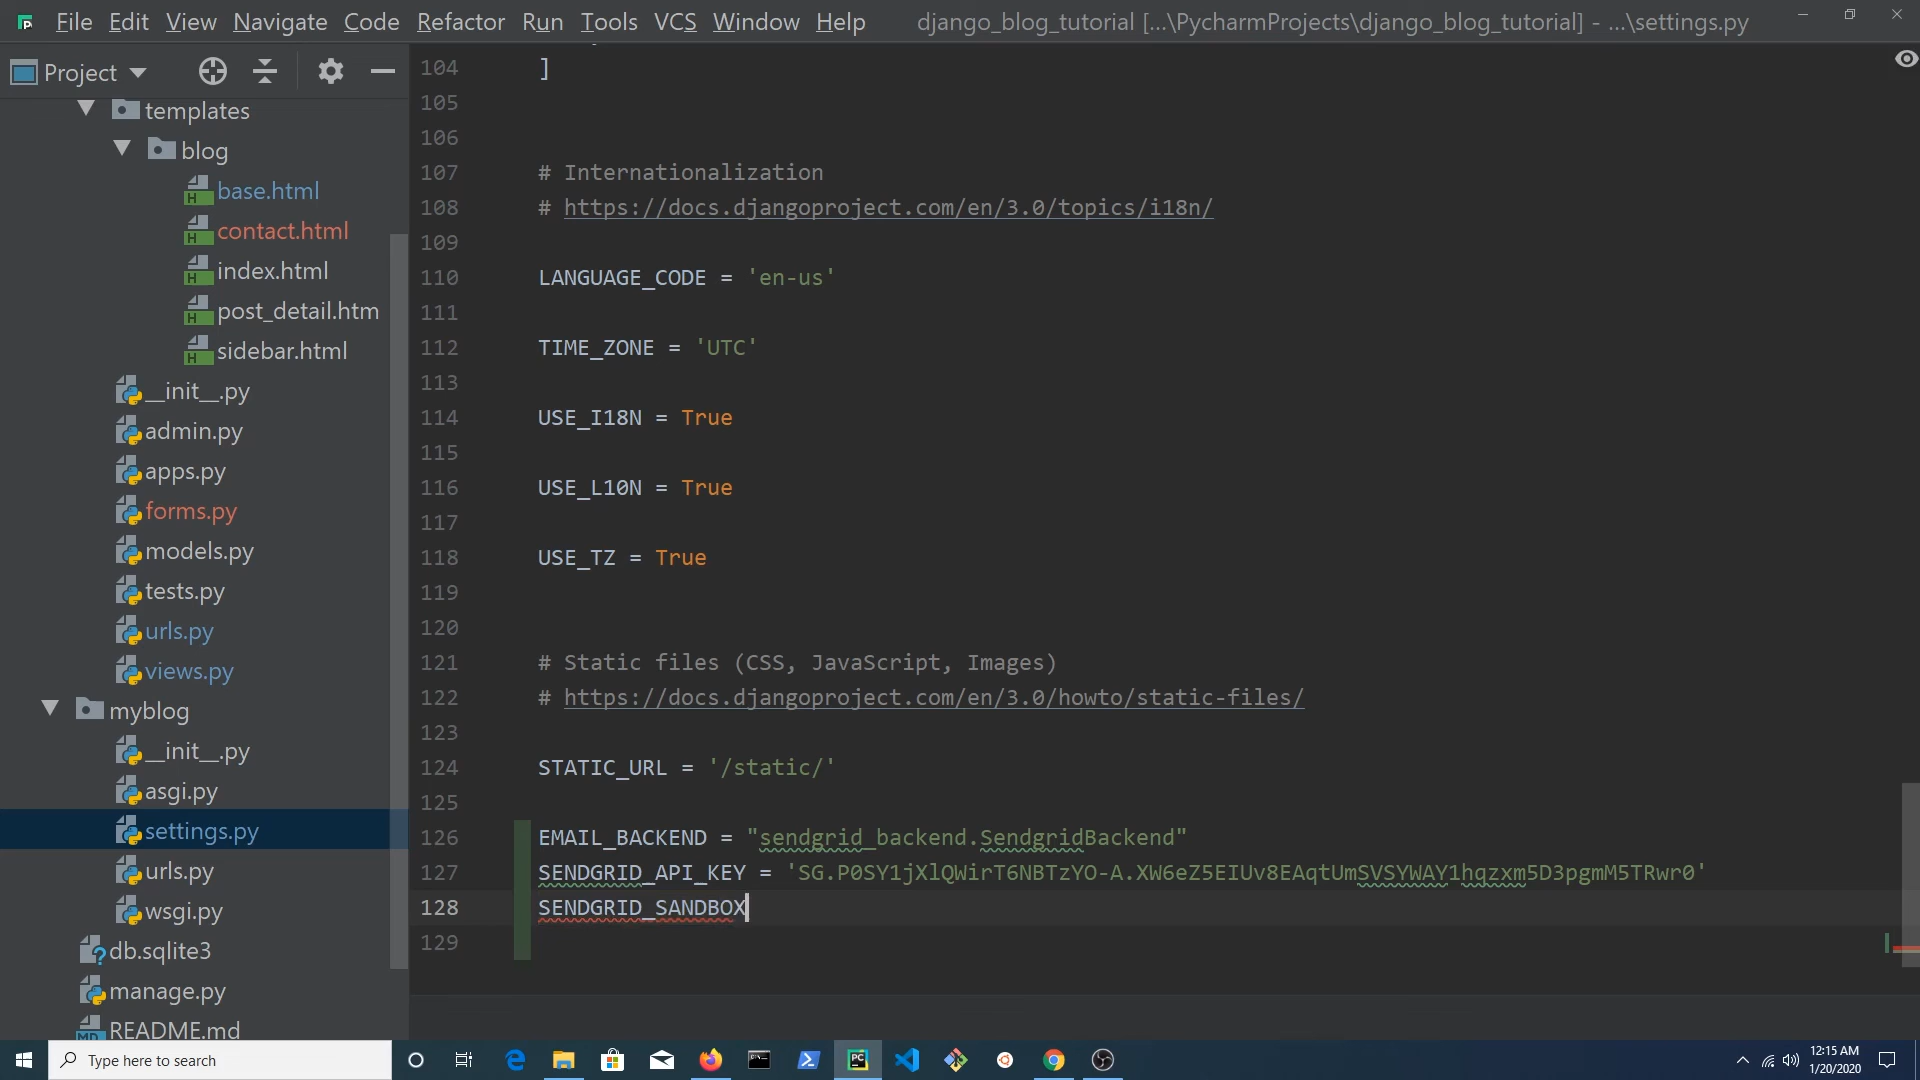 File Edit View Navigate Code Refactor Run Tools VCS Window Help django_blog_tutorial [...\PycharmProjects\django_blog_tutorial] - ...\settings.py
Project
templates
blog
base.html
contact.html
index.html
post_detail.htm
sidebar.html
__init__.py
admin.py
apps.py
forms.py
models.py
tests.py
urls.py
views.py
myblog
__init__.py
asgi.py
settings.py
urls.py
wsgi.py
db.sqlite3
manage.py
README.md
104 ]
105
106
107 # Internationalization
108 # https://docs.djangoproject.com/en/3.0/topics/i18n/
109
110 LANGUAGE_CODE = 'en-us'
111
112 TIME_ZONE = 'UTC'
113
114 USE_I18N = True
115
116 USE_L10N = True
117
118 USE_TZ = True
119
120
121 # Static files (CSS, JavaScript, Images)
122 # https://docs.djangoproject.com/en/3.0/howto/static-files/
123
124 STATIC_URL = '/static/'
125
126 EMAIL_BACKEND = "sendgrid_backend.SendgridBackend"
127 SENDGRID_API_KEY = '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'
128 SENDGRID_SANDBOX
129
Type here to search
12:15 AM
1/20/2020